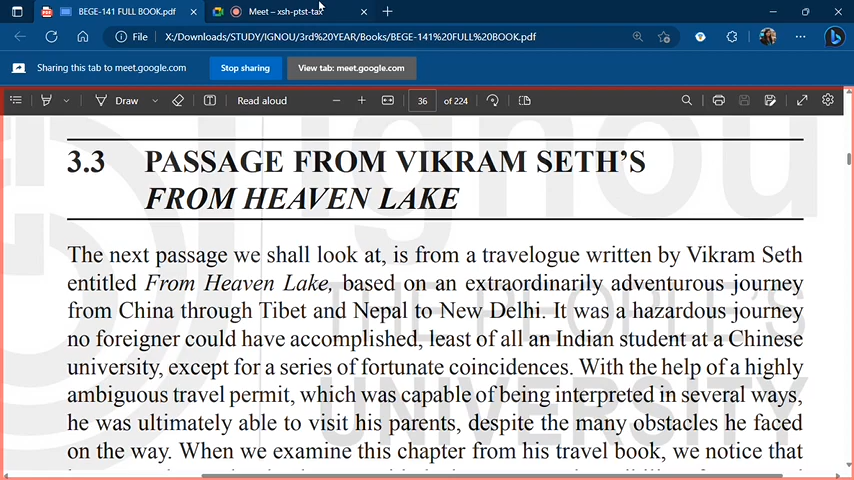 BEGE-141 FULL BOOK.pdf
Meet – xsh-ptst-tax
File
X:/Downloads/STUDY/IGNOU/3rd%20YEAR/Books/BEGE-141%20FULL%20BOOK.pdf
Sharing this tab to meet.google.com
Stop sharing
View tab: meet.google.com
Draw
Read aloud
36
of 224
ignou
THE PEOPLE'S
UNIVERSITY
3.3 PASSAGE FROM VIKRAM SETH'S
FROM HEAVEN LAKE
The next passage we shall look at, is from a travelogue written by Vikram Seth
entitled From Heaven Lake, based on an extraordinarily adventurous journey
from China through Tibet and Nepal to New Delhi. It was a hazardous journey
no foreigner could have accomplished, least of all an Indian student at a Chinese
university, except for a series of fortunate coincidences. With the help of a highly
ambiguous travel permit, which was capable of being interpreted in several ways,
he was ultimately able to visit his parents, despite the many obstacles he faced
on the way. When we examine this chapter from his travel book, we notice that